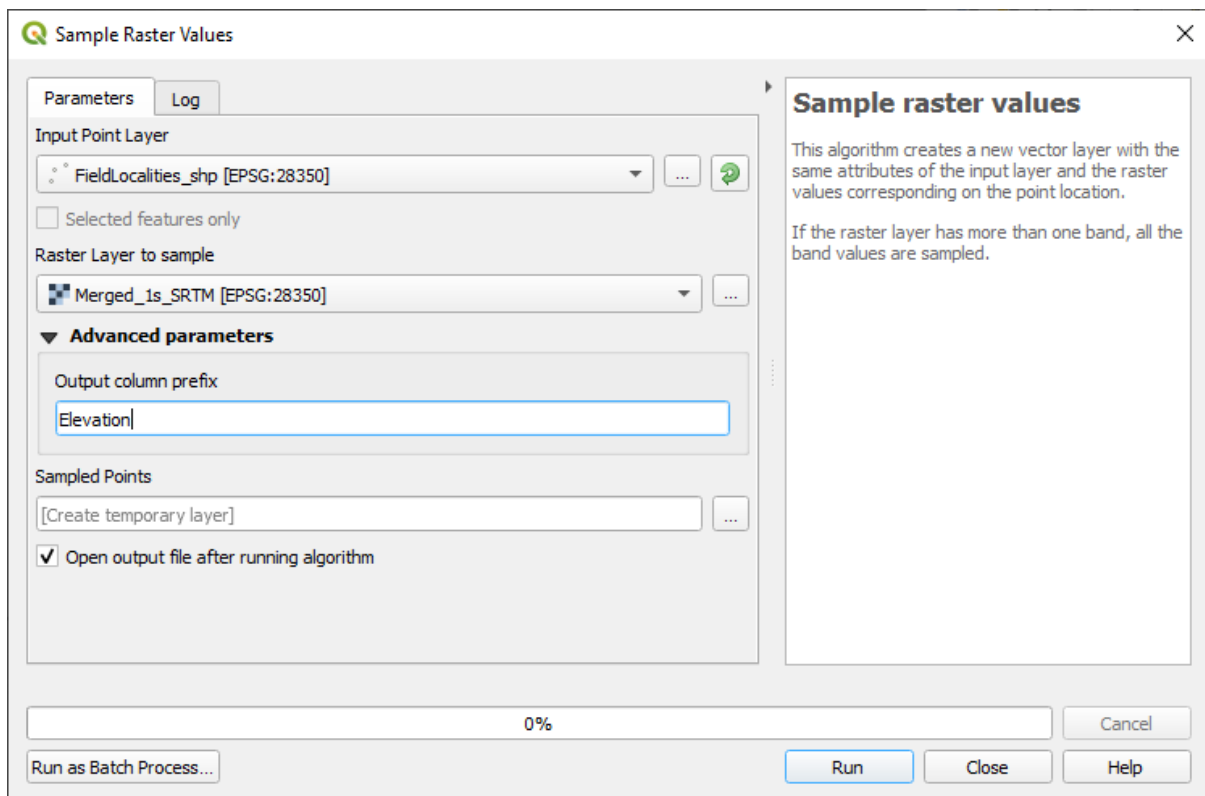 Sample Raster Values
Parameters
Log
Input Point Layer
FieldLocalities_shp [EPSG:28350]
...
Selected features only
Raster Layer to sample
Merged_1s_SRTM [EPSG:28350]
...
Advanced parameters
Output column prefix
Elevation
Sampled Points
[Create temporary layer]
...
Open output file after running algorithm
Sample raster values
This algorithm creates a new vector layer with the
same attributes of the input layer and the raster
values corresponding on the point location.
If the raster layer has more than one band, all the
band values are sampled.
0%
Cancel
Run as Batch Process...
Run
Close
Help